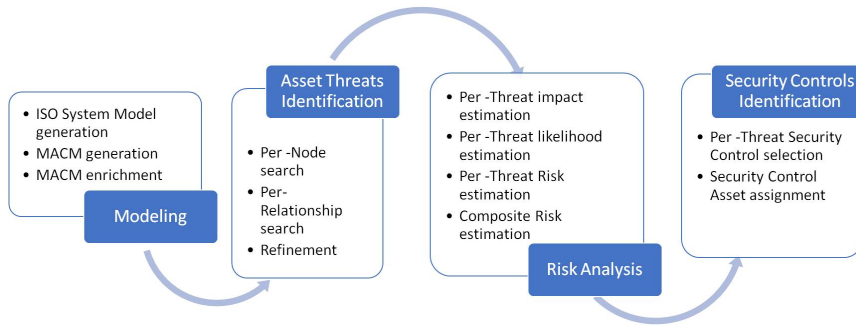 • ISO System Model
generation
• MACM generation
• MACM enrichment
Modeling
Asset Threats
Identification
• Per -Node
search
• Per-
Relationship
search
• Refinement
• Per -Threat impact
estimation
• Per -Threat likelihood
estimation
• Per -Threat Risk
estimation
• Composite Risk
estimation
Risk Analysis
Security Controls
Identification
• Per -Threat Security
Control selection
• Security Control
Asset assignment